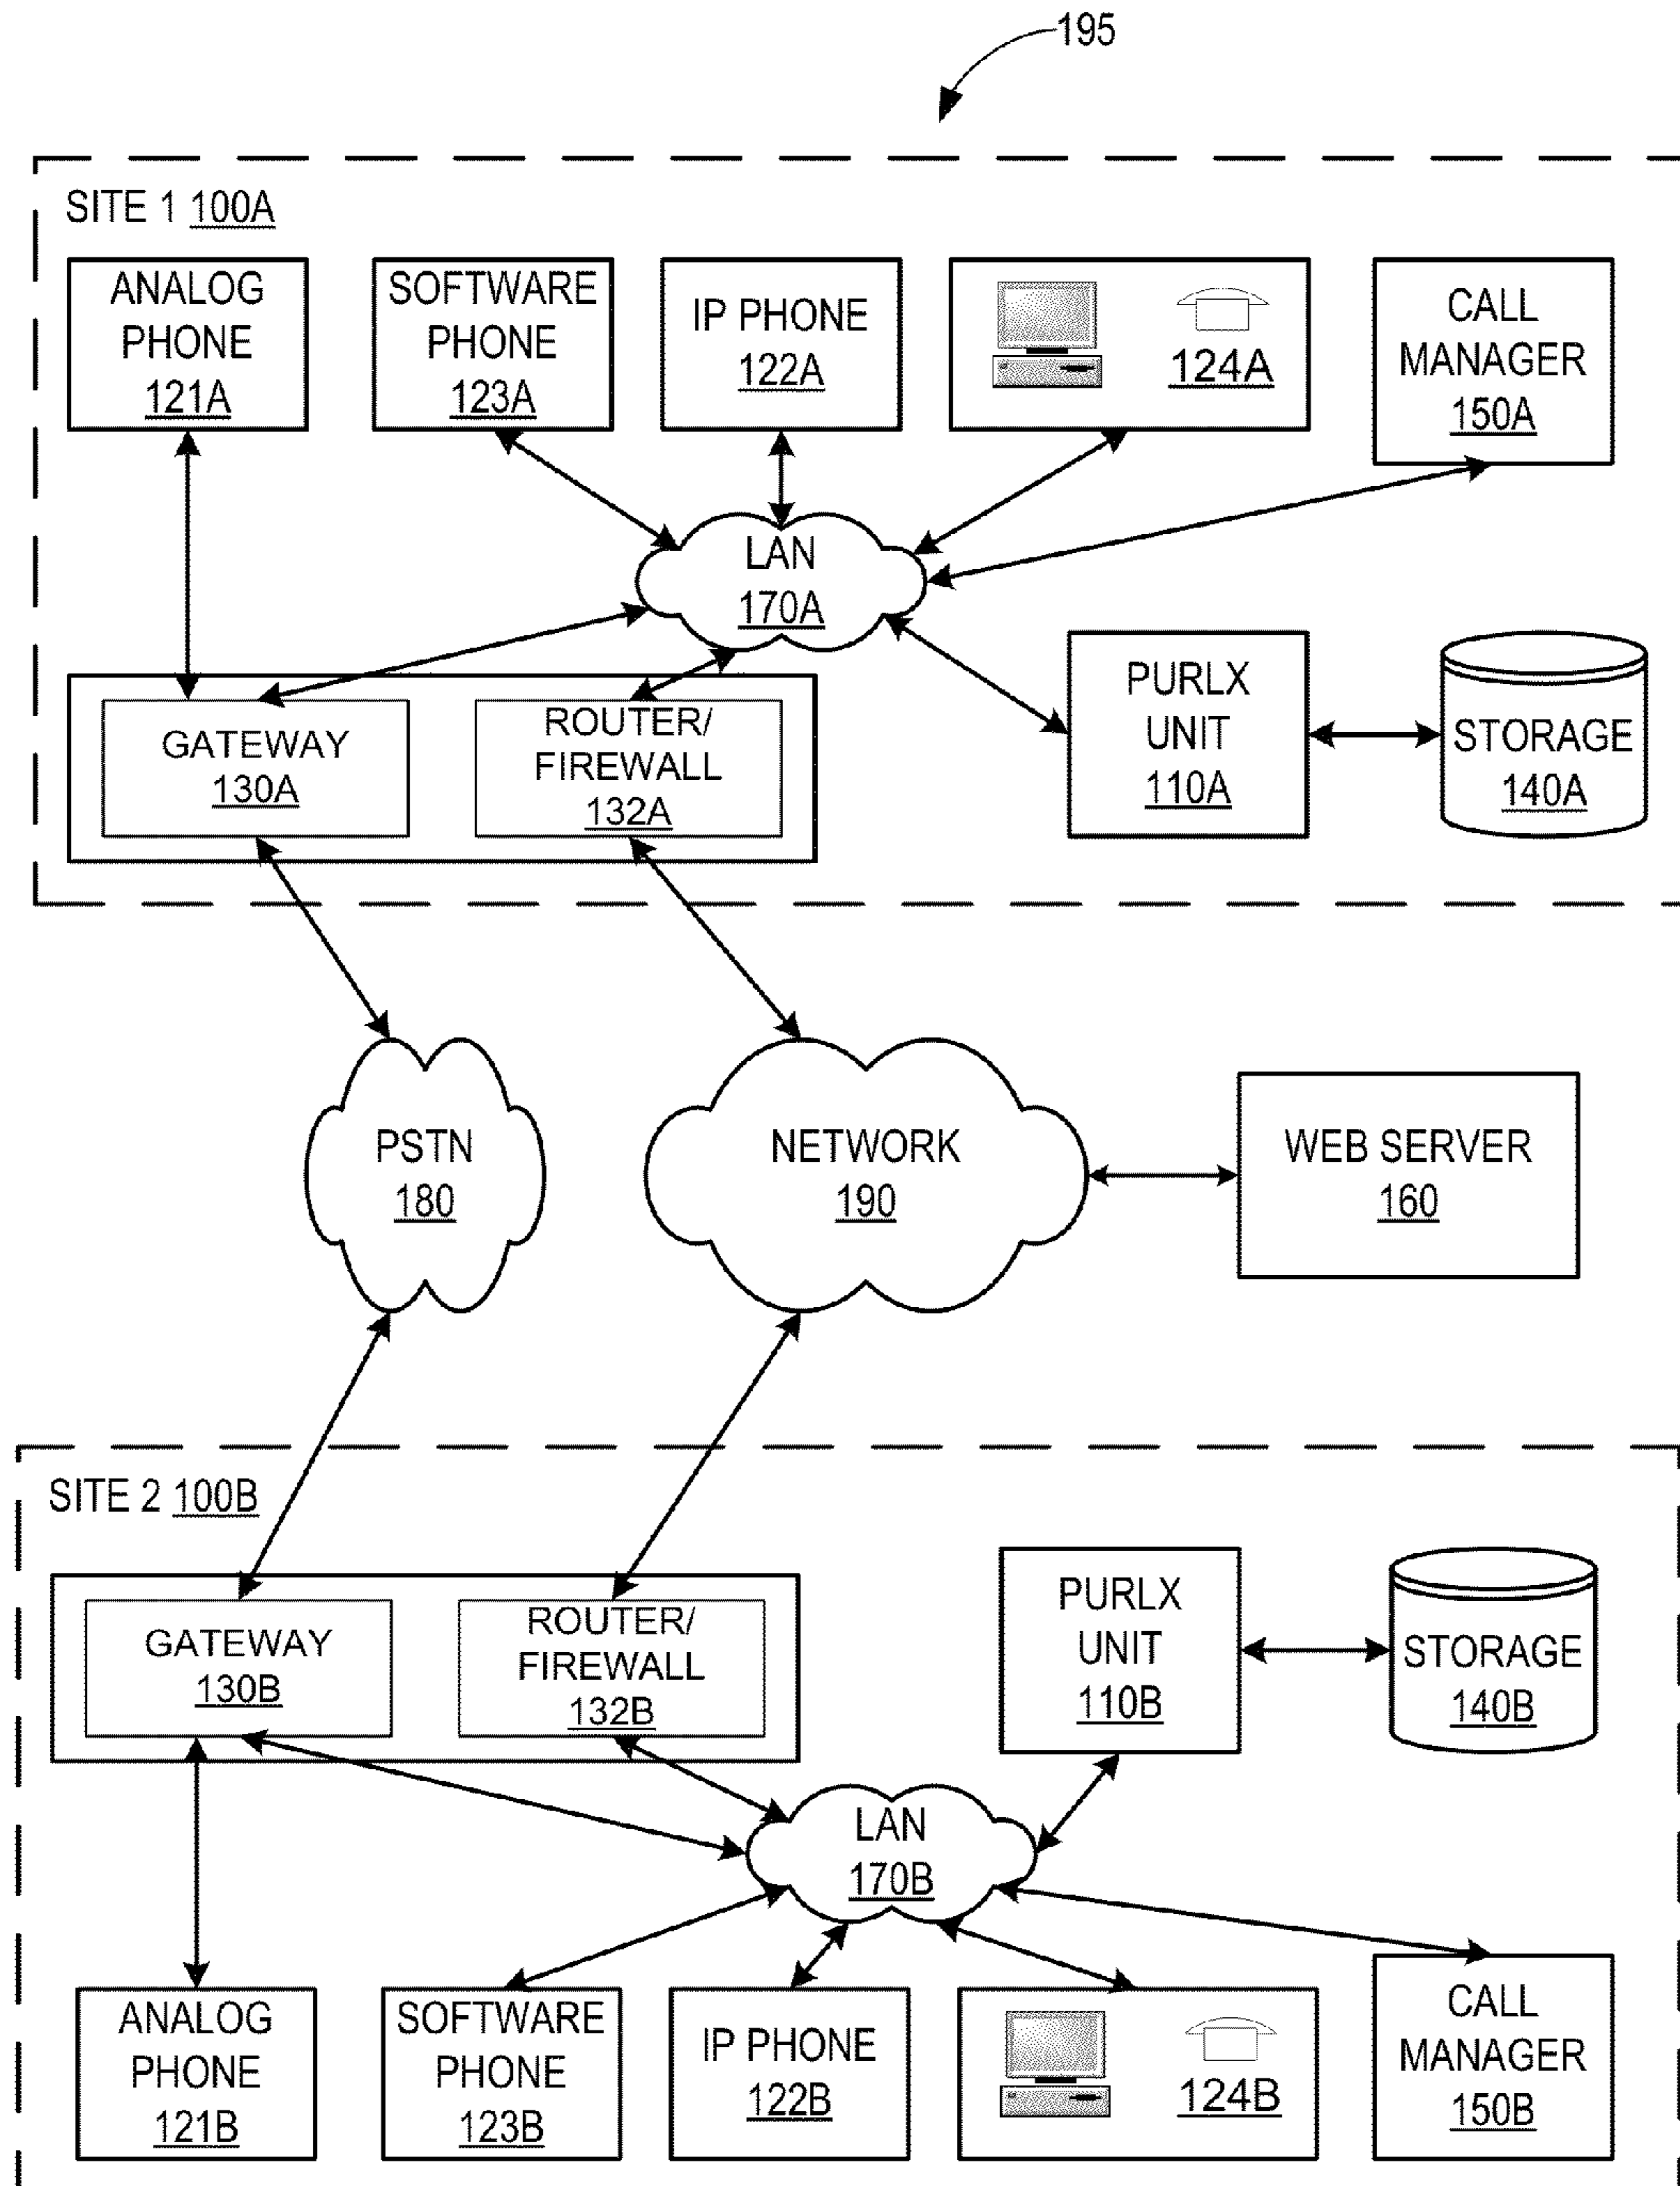 195
SITE 1 100A
ANALOG
PHONE
121A
SOFTWARE
PHONE
123A
IP PHONE
122A
124A
CALL
MANAGER
150A
LAN
170A
GATEWAY
130A
ROUTER/
FIREWALL
132A
PURLX
UNIT
110A
STORAGE
140A
PSTN
180
NETWORK
190
WEB SERVER
160
SITE 2 100B
GATEWAY
130B
ROUTER/
FIREWALL
132B
PURLX
UNIT
110B
STORAGE
140B
LAN
170B
ANALOG
PHONE
121B
SOFTWARE
PHONE
123B
IP PHONE
122B
124B
CALL
MANAGER
150B